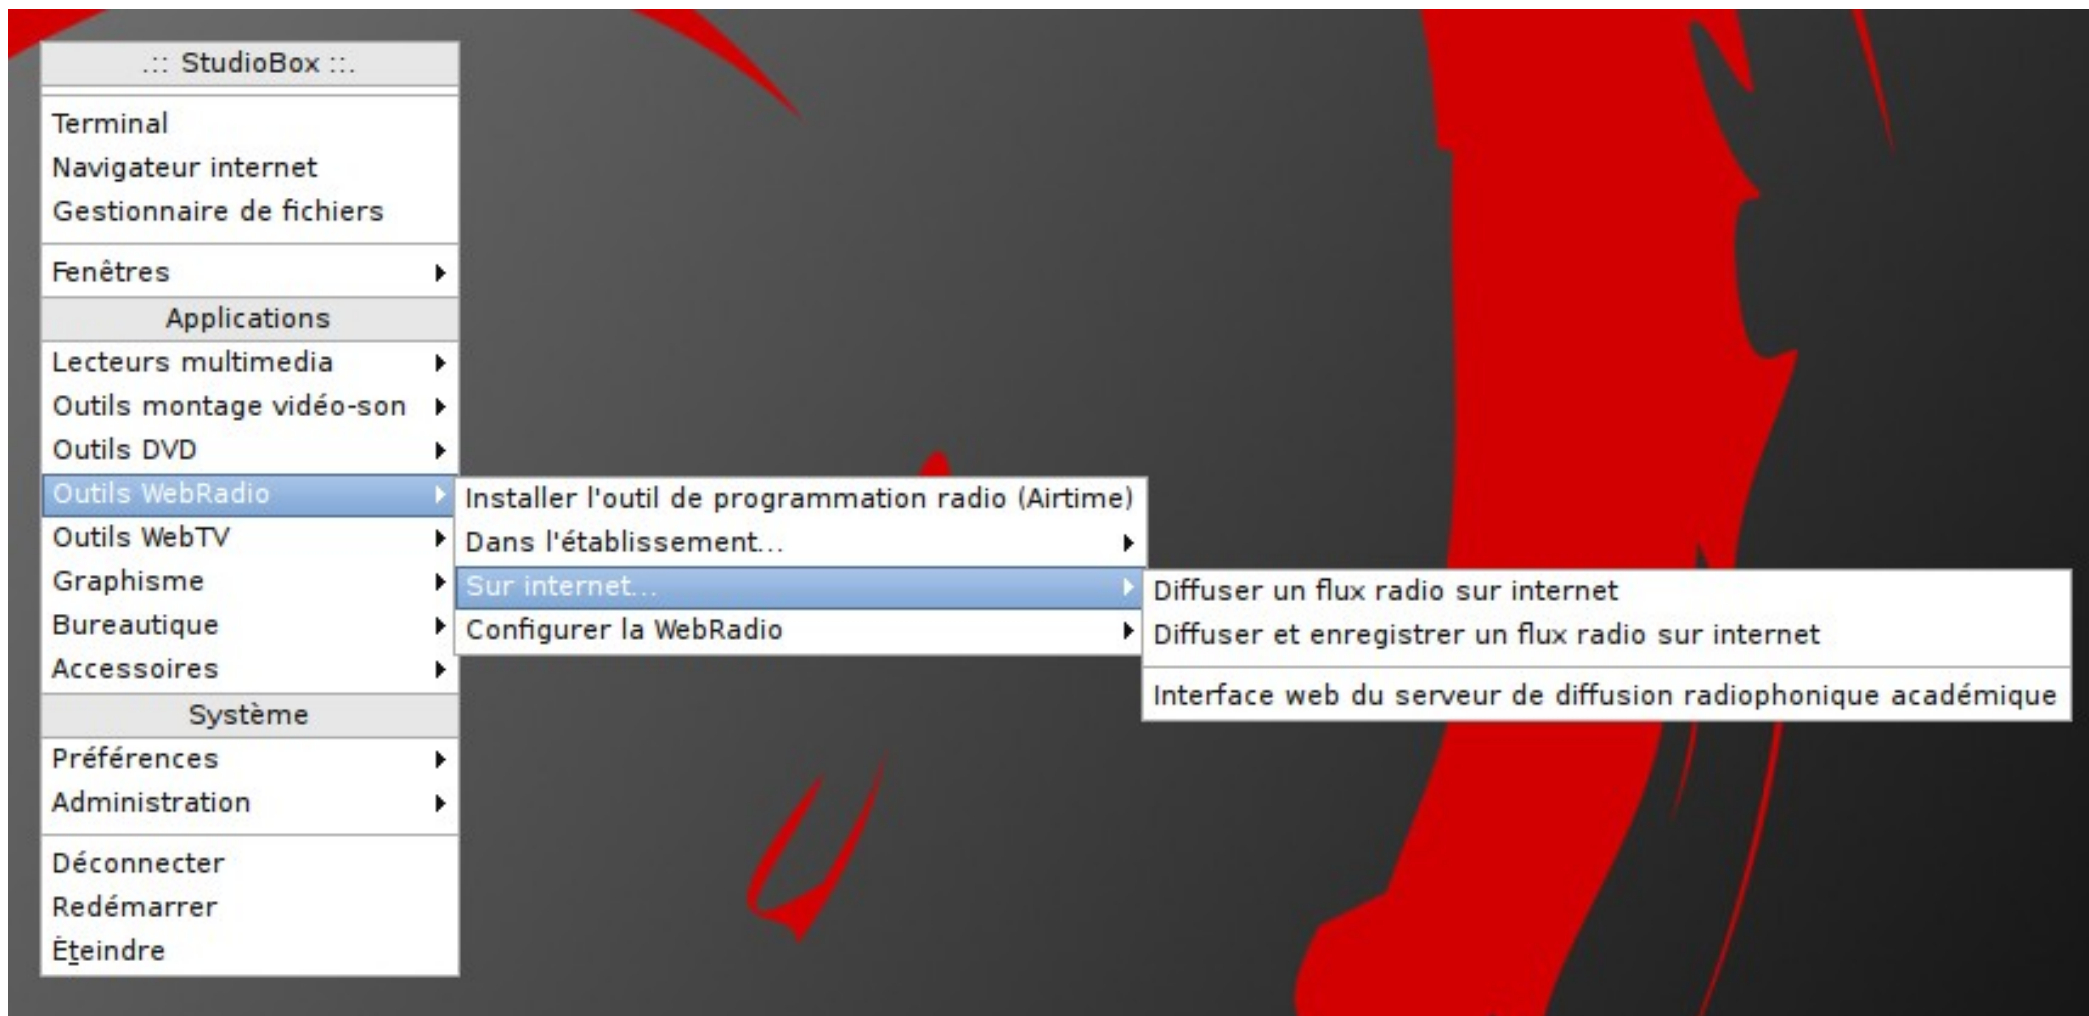 .:: StudioBox ::.
Terminal
Navigateur internet
Gestionnaire de fichiers
Fenêtres
Applications
Lecteurs multimedia
Outils montage vidéo-son
Outils DVD
Outils WebRadio
Outils WebTV
Graphisme
Bureautique
Accessoires
Système
Préférences
Administration
Déconnecter
Redémarrer
Éteindre
Installer l'outil de programmation radio (Airtime)
Dans l'établissement...
Sur internet...
Configurer la WebRadio
Diffuser un flux radio sur internet
Diffuser et enregistrer un flux radio sur internet
Interface web du serveur de diffusion radiophonique académique